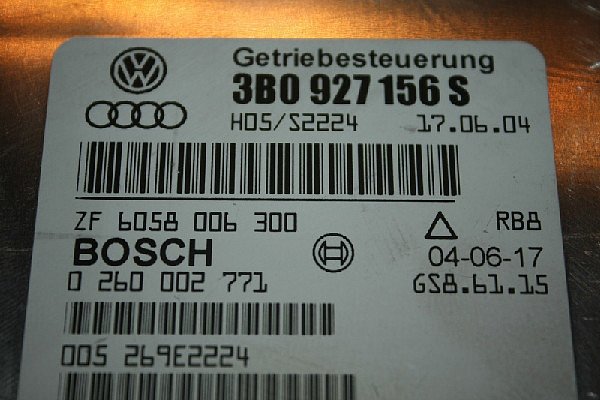 Getriebesteuerung
3B0 927 156 S
H05/S2224 17.06.04
ZF 6058 006 300 RB8
BOSCH 04-06-17
0 260 002 771 GS8.61.15
005 269E2224